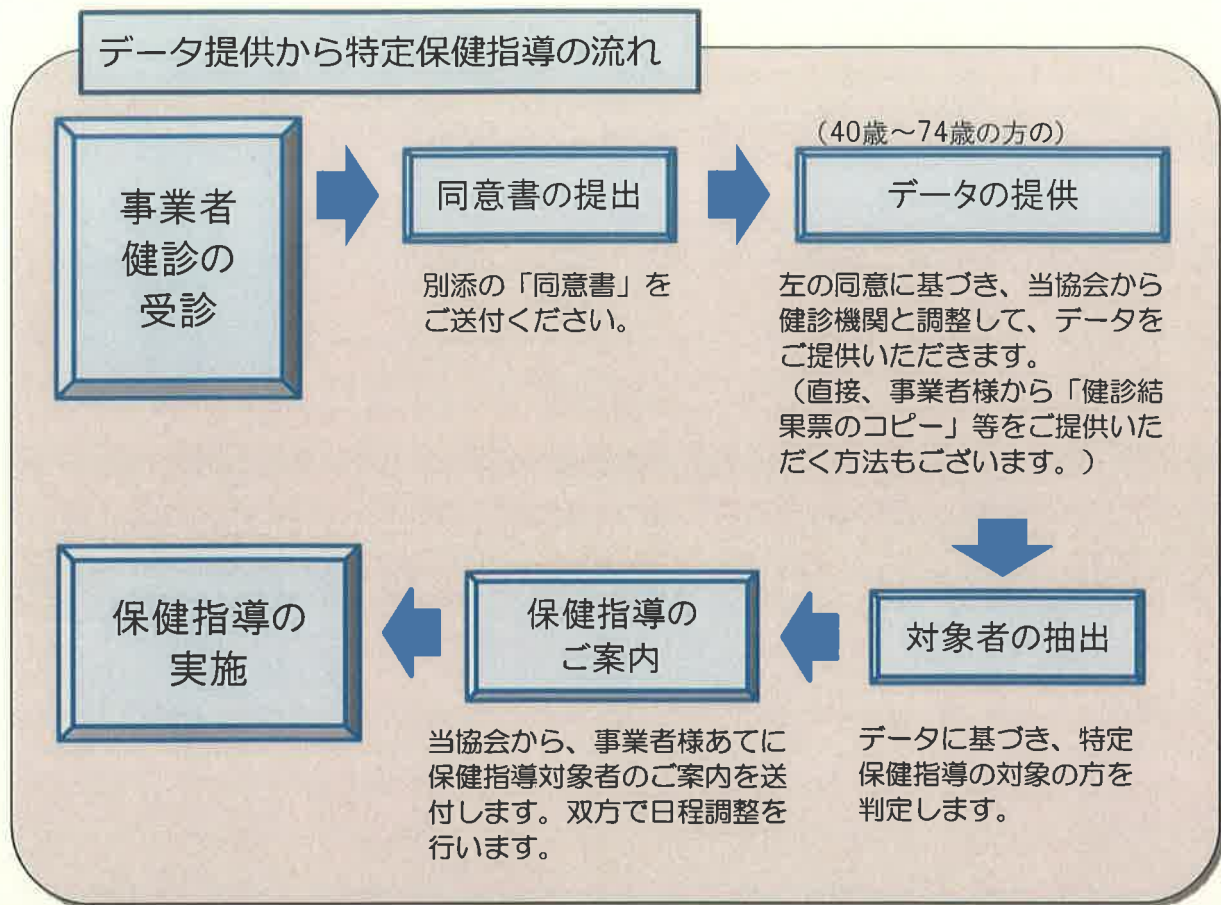 データ提供から特定保健指導の流れ
事業者
健診の
受診
同意書の提出
別添の「同意書」を
ご送付ください。
(40歳～74歳の方の)
データの提供
左の同意に基づき、当協会から
健診機関と調整して、データを
ご提供いただきます。
（直接、事業者様から「健診結
果票のコピー」等をご提供いた
だく方法もございます。）
対象者の抽出
データに基づき、特定
保健指導の対象の方を
判定します。
保健指導の
ご案内
当協会から、事業者様あてに
保健指導対象者のご案内を送
付します。双方で日程調整を
行います。
保健指導の
実施